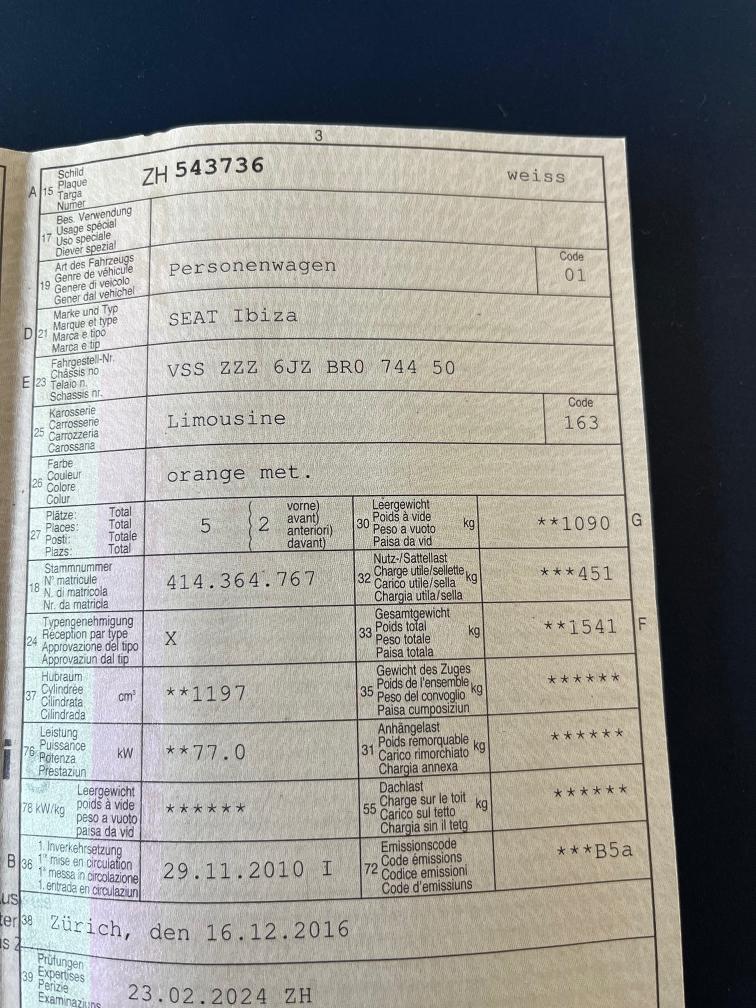 3
A 15 Schild
Plaque
Targa
Numer
ZH 543736 weiss
17 Bes. Verwendung
Usage spécial
Uso speciale
Diever spezial
19 Art des Fahrzeugs
Genre de véhicule
Genere di veicolo
Gener dal vehichel
Personenwagen
Code
01
D 21 Marke und Typ
Marque et type
Marca e tipo
Marca e tip
SEAT Ibiza
E 23 Fahrgestell-Nr.
Châssis no
Telaio n.
Schassis nr.
VSS ZZZ 6JZ BR0 744 50
25 Karosserie
Carrosserie
Carrozzeria
Carossaria
Limousine
Code
163
26 Farbe
Couleur
Colore
Colur
orange met.
27 Plätze: Total
Places: Total
Posti: Totale
Plazs: Total
5 2 vorne)
avant)
anteriori)
davant)
30 Leergewicht
Poids à vide
Peso a vuoto
Paisa da vid
kg
**1090 G
18 Stammnummer
N° matricule
N. di matricola
Nr. da matricla
414.364.767
32 Nutz-/Sattellast
Charge utile/sellette
Carico utile/sella
Chargia utila/sella
kg
***451
24 Typengenehmigung
Réception par type
Approvazione del tipo
Approvaziun dal tip
X
33 Gesamtgewicht
Poids total
Peso totale
Paisa totala
kg
**1541 F
37 Hubraum
Cylindrée
Cilindrata
Cilindrada
cm³
**1197
35 Gewicht des Zuges
Poids de l'ensemble
Peso del convoglio
Paisa cumposiziun
kg
******
76 Leistung
Puissance
Potenza
Prestaziun
kW
**77.0
31 Anhängelast
Poids remorquable
Carico rimorchiato
Chargia annexa
kg
******
78 kW/kg Leergewicht
poids à vide
peso a vuoto
paisa da vid
******
55 Dachlast
Charge sur le toit
Carico sul tetto
Chargia sin il tetg
kg
******
B 36 1. Inverkehrsetzung
1re mise en circulation
1a messa in circolazione
1. entrada en circulaziun
29.11.2010 I
72 Emissionscode
Code émissions
Codice emissioni
Code d'emissiuns
***B5a
38 Zürich, den 16.12.2016
39 Prüfungen
Expertises
Perizie
Examinaziuns
23.02.2024 ZH